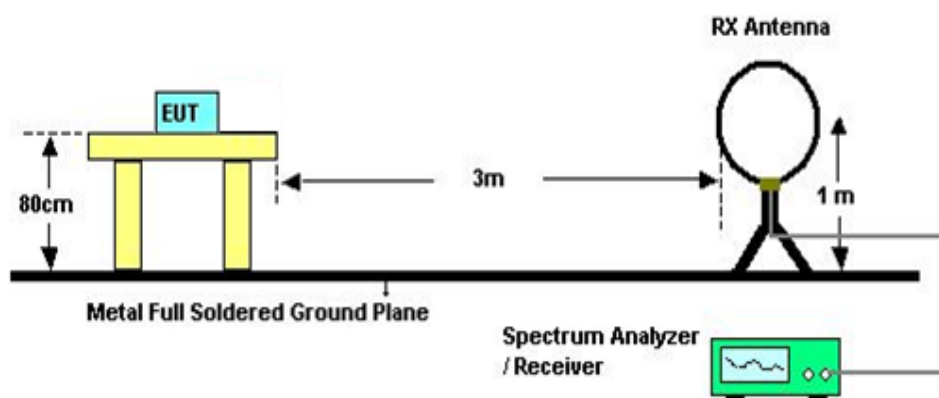 RX Antenna
EUT
80cm
3m
1 m
Metal Full Soldered Ground Plane
Spectrum Analyzer
/ Receiver